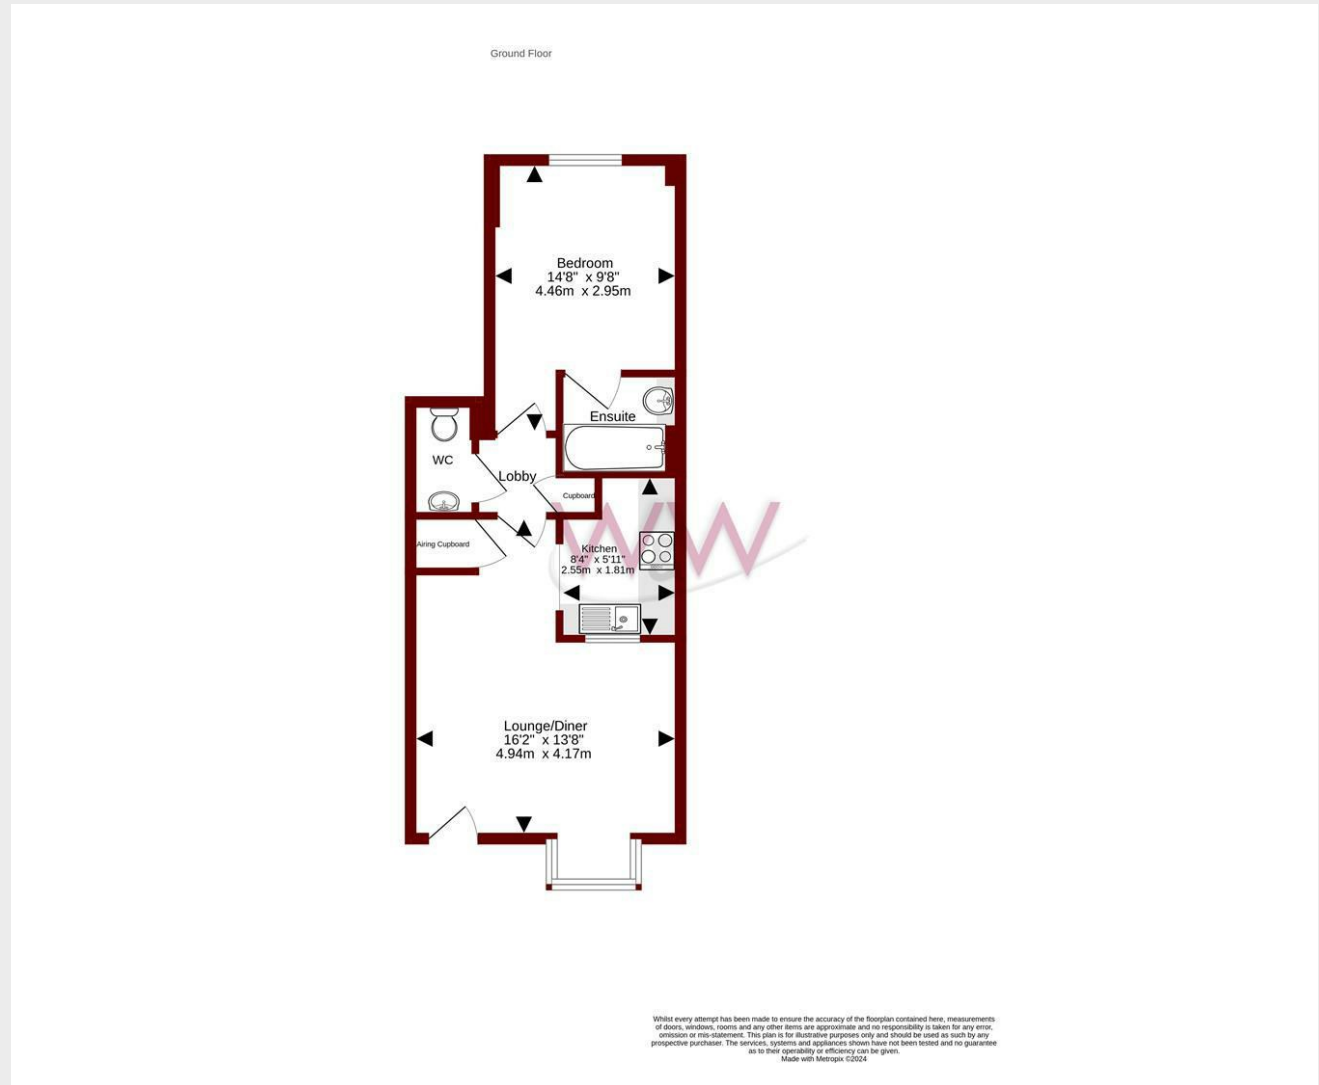 Ground Floor
Bedroom
14'8" x 9'8"
4.46m x 2.95m
Ensuite
WC
Lobby
Cupboard
Airing Cupboard
Kitchen
8'4" x 5'11"
2.55m x 1.81m
WW
Lounge/Diner
16'2" x 13'8"
4.94m x 4.17m
Whilst every attempt has been made to ensure the accuracy of the floorplan contained here, measurements
of doors, windows, rooms and any other items are approximate and no responsibility is taken for any error,
omission or mis-statement. This plan is for illustrative purposes only and should be used as such by any
prospective purchaser. The services, systems and appliances shown have not been tested and no guarantee
as to their operability or efficiency can be given.
Made with Metropix ©2024